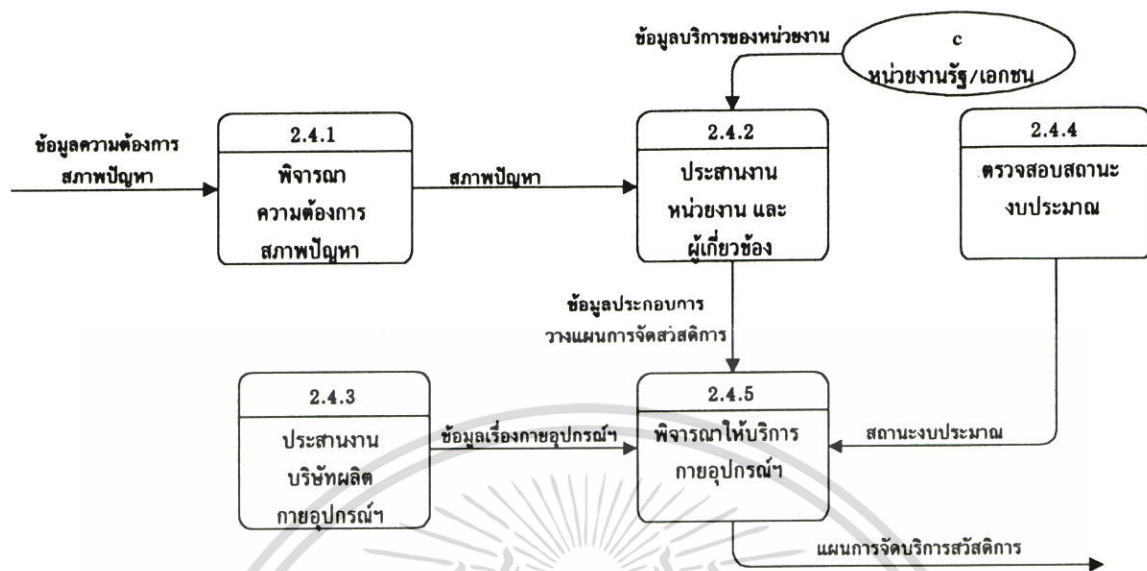 ข้อมูลบริการของหน่วยงาน
c
หน่วยงานรัฐ/เอกชน
ข้อมูลความต้องการ
สภาพปัญหา
2.4.1
พิจารณา
ความต้องการ
สภาพปัญหา
สภาพปัญหา
2.4.2
ประสานงาน
หน่วยงาน และ
ผู้เกี่ยวข้อง
2.4.4
ตรวจสอบสถานะ
งบประมาณ
ข้อมูลประกอบการ
วางแผนการจัดสวัสดิการ
2.4.3
ประสานงาน
บริษัทผลิต
กายอุปกรณ์ฯ
ข้อมูลเรื่องกายอุปกรณ์ฯ
2.4.5
พิจารณาให้บริการ
กายอุปกรณ์ฯ
สถานะงบประมาณ
แผนการจัดบริการสวัสดิการ